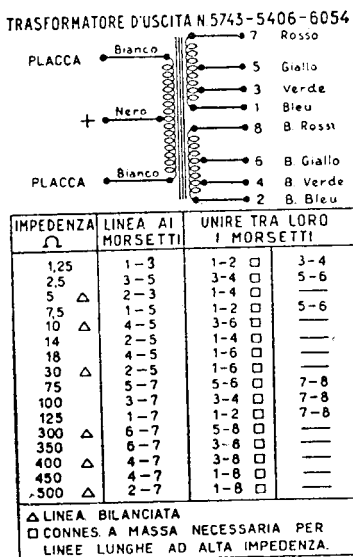 TRASFORMATORE D'USCITA N.5743-5406-6054
7 Rosso
Bianco
PLACCA
5 Giallo
3 Verde
+ Nero
1 Bleu
8 B. Rossi
Bianco
6 B. Giallo
PLACCA
4 B. Verde
2 B. Bleu
IMPEDENZA Ω LINEA AI MORSETTI UNIRE TRA LORO I MORSETTI
1,25 1-3 1-2 □ 3-4
2,5 3-5 3-4 □ 5-6
5 △ 2-3 1-4 □ —
7,5 1-5 1-2 □ 5-6
10 △ 4-5 3-6 □ —
14 2-5 1-4 □ —
18 4-5 1-6 □ —
30 △ 2-5 1-6 □ —
75 5-7 5-6 □ 7-8
100 3-7 3-4 □ 7-8
125 1-7 1-2 □ 7-8
300 △ 6-7 5-8 □ —
350 6-7 3-8 □ —
400 △ 4-7 3-8 □ —
450 4-7 1-8 □ —
500 △ 2-7 1-8 □ —
△ LINEA BILANCIATA
□ CONNES. A MASSA NECESSARIA PER
LINEE LUNGHE AD ALTA IMPEDENZA.